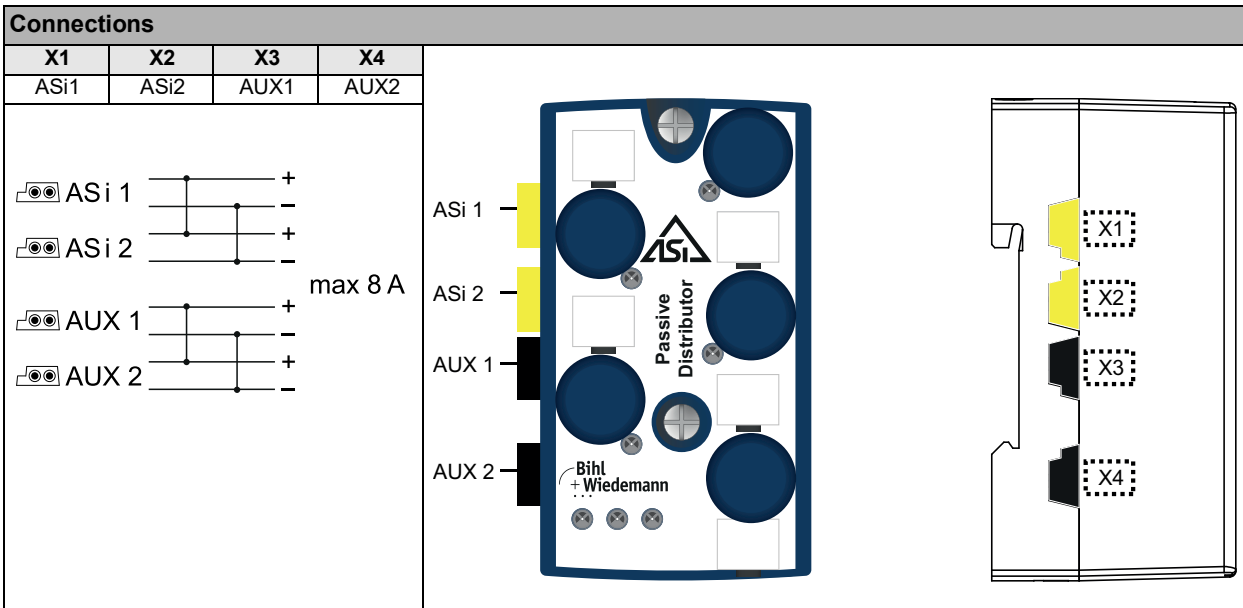 Connections
X1 X2 X3 X4
ASi1 ASi2 AUX1 AUX2
ASi 1
+
–
ASi 2
+
–
max 8 A
AUX 1
+
–
AUX 2
+
–
ASi 1
ASi 2
AUX 1
AUX 2
ASi
Passive
Distributor
Bihl
+ Wiedemann
X1
X2
X3
X4